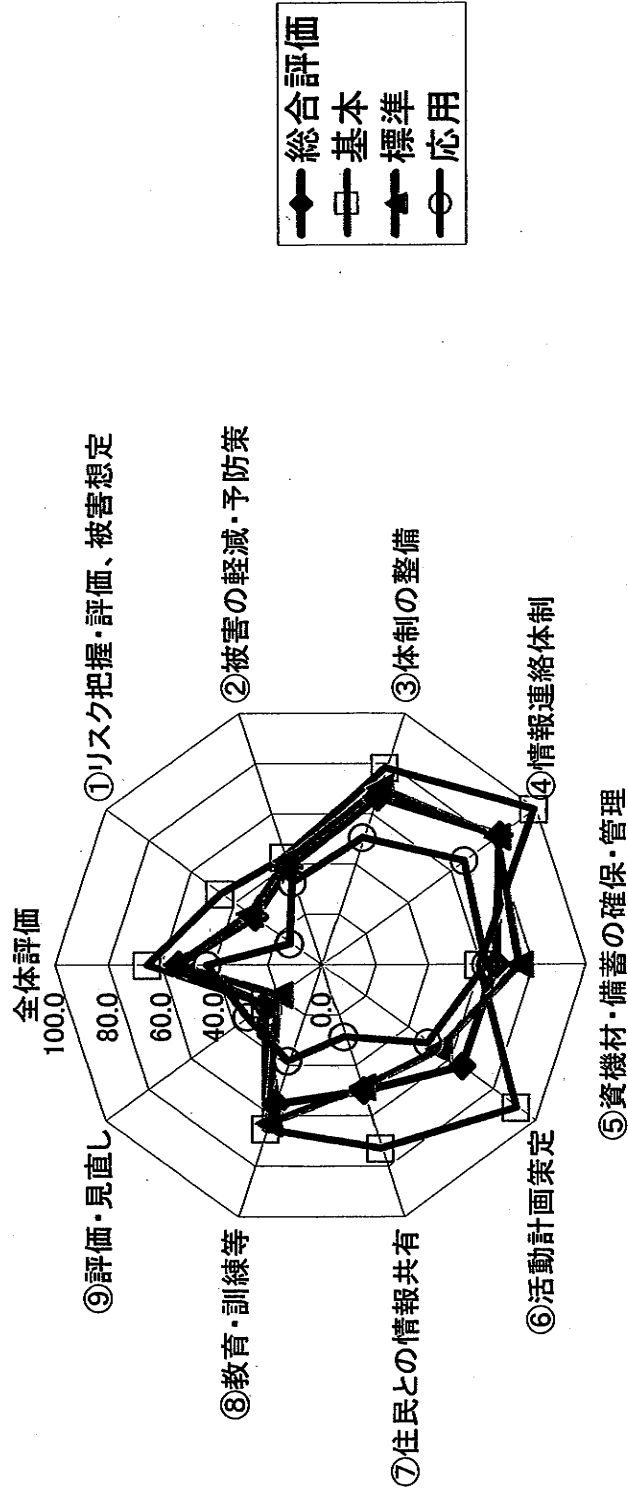 全体評価
100.0
80.0
60.0
40.0
0.0
①リスク把握・評価、被害想定
②被害の軽減・予防策
③体制の整備
④情報連絡体制
⑤資機材・備蓄の確保・管理
⑥活動計画策定
⑦住民との情報共有
⑧教育・訓練等
⑨評価・見直し
総合評価
基本
標準
応用